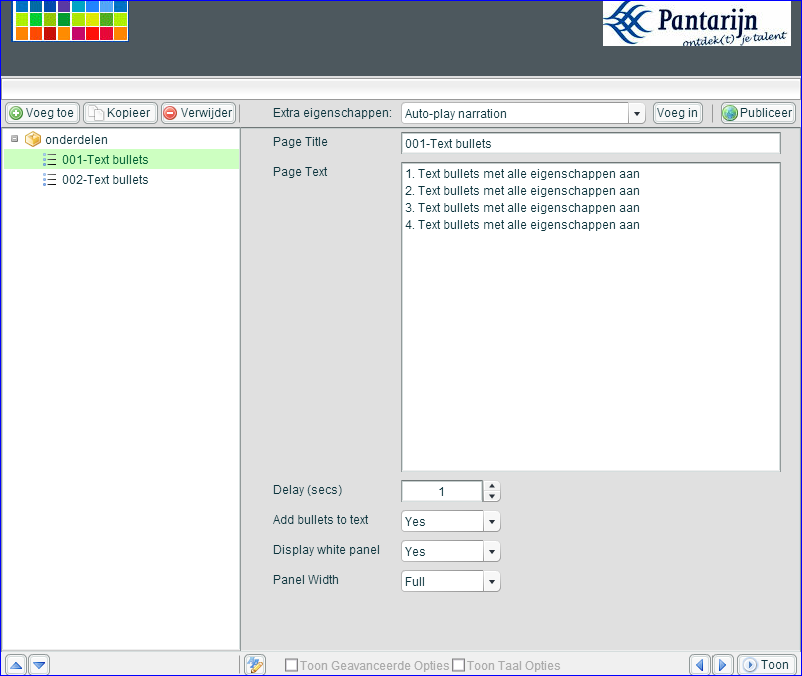 Pantarijn
ontdek(t) je talent
Voeg toe Kopieer Verwijder Extra eigenschappen: Auto-play narration Voeg in Publiceer
onderdelen
001-Text bullets
002-Text bullets
Page Title 001-Text bullets
Page Text
1. Text bullets met alle eigenschappen aan
2. Text bullets met alle eigenschappen aan
3. Text bullets met alle eigenschappen aan
4. Text bullets met alle eigenschappen aan
Delay (secs) 1
Add bullets to text Yes
Display white panel Yes
Panel Width Full
Toon Geavanceerde Opties Toon Taal Opties Toon